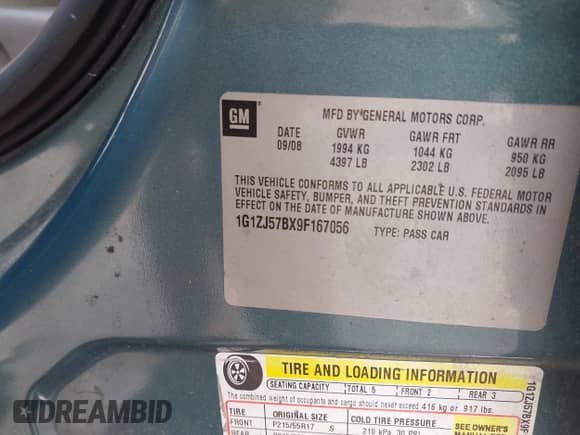 GM
MFD BY GENERAL MOTORS CORP.
DATE GVWR GAWR FRT GAWR RR
09/08 1994 KG 1044 KG 950 KG
4397 LB 2302 LB 2095 LB
THIS VEHICLE CONFORMS TO ALL APPLICABLE U.S. FEDERAL MOTOR
VEHICLE SAFETY, BUMPER, AND THEFT PREVENTION STANDARDS IN
EFFECT ON THE DATE OF MANUFACTURE SHOWN ABOVE.
1G1ZJ57BX9F167056 TYPE: PASS CAR
TIRE AND LOADING INFORMATION
SEATING CAPACITY TOTAL 5 FRONT 2 REAR 3
The combined weight of occupants and cargo should never exceed 416 kg or 917 lbs.
TIRE ORIGINAL SIZE COLD TIRE PRESSURE SEE OWNER'S
FRONT P215/55R17 S 210 kPa, 30 PSI
1G1ZJ57BX9F
DREAMBID